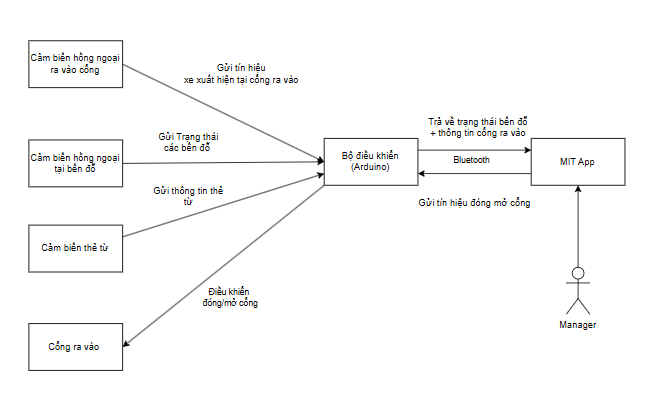 Cảm biến hồng ngoại
ra vào cổng
Gửi tín hiệu
xe xuất hiện tại cổng ra vào
Cảm biến hồng ngoại
tại bến đỗ
Gửi Trạng thái
các bến đỗ
Bộ điều khiển
(Arduino)
Trả về trạng thái bến đỗ
+ thông tin cổng ra vào
Bluetooth
MIT App
Gửi tín hiệu đóng mở cổng
Gửi thông tin thẻ
từ
Cảm biến thẻ từ
Điều khiển
đóng/mở cổng
Cổng ra vào
Manager